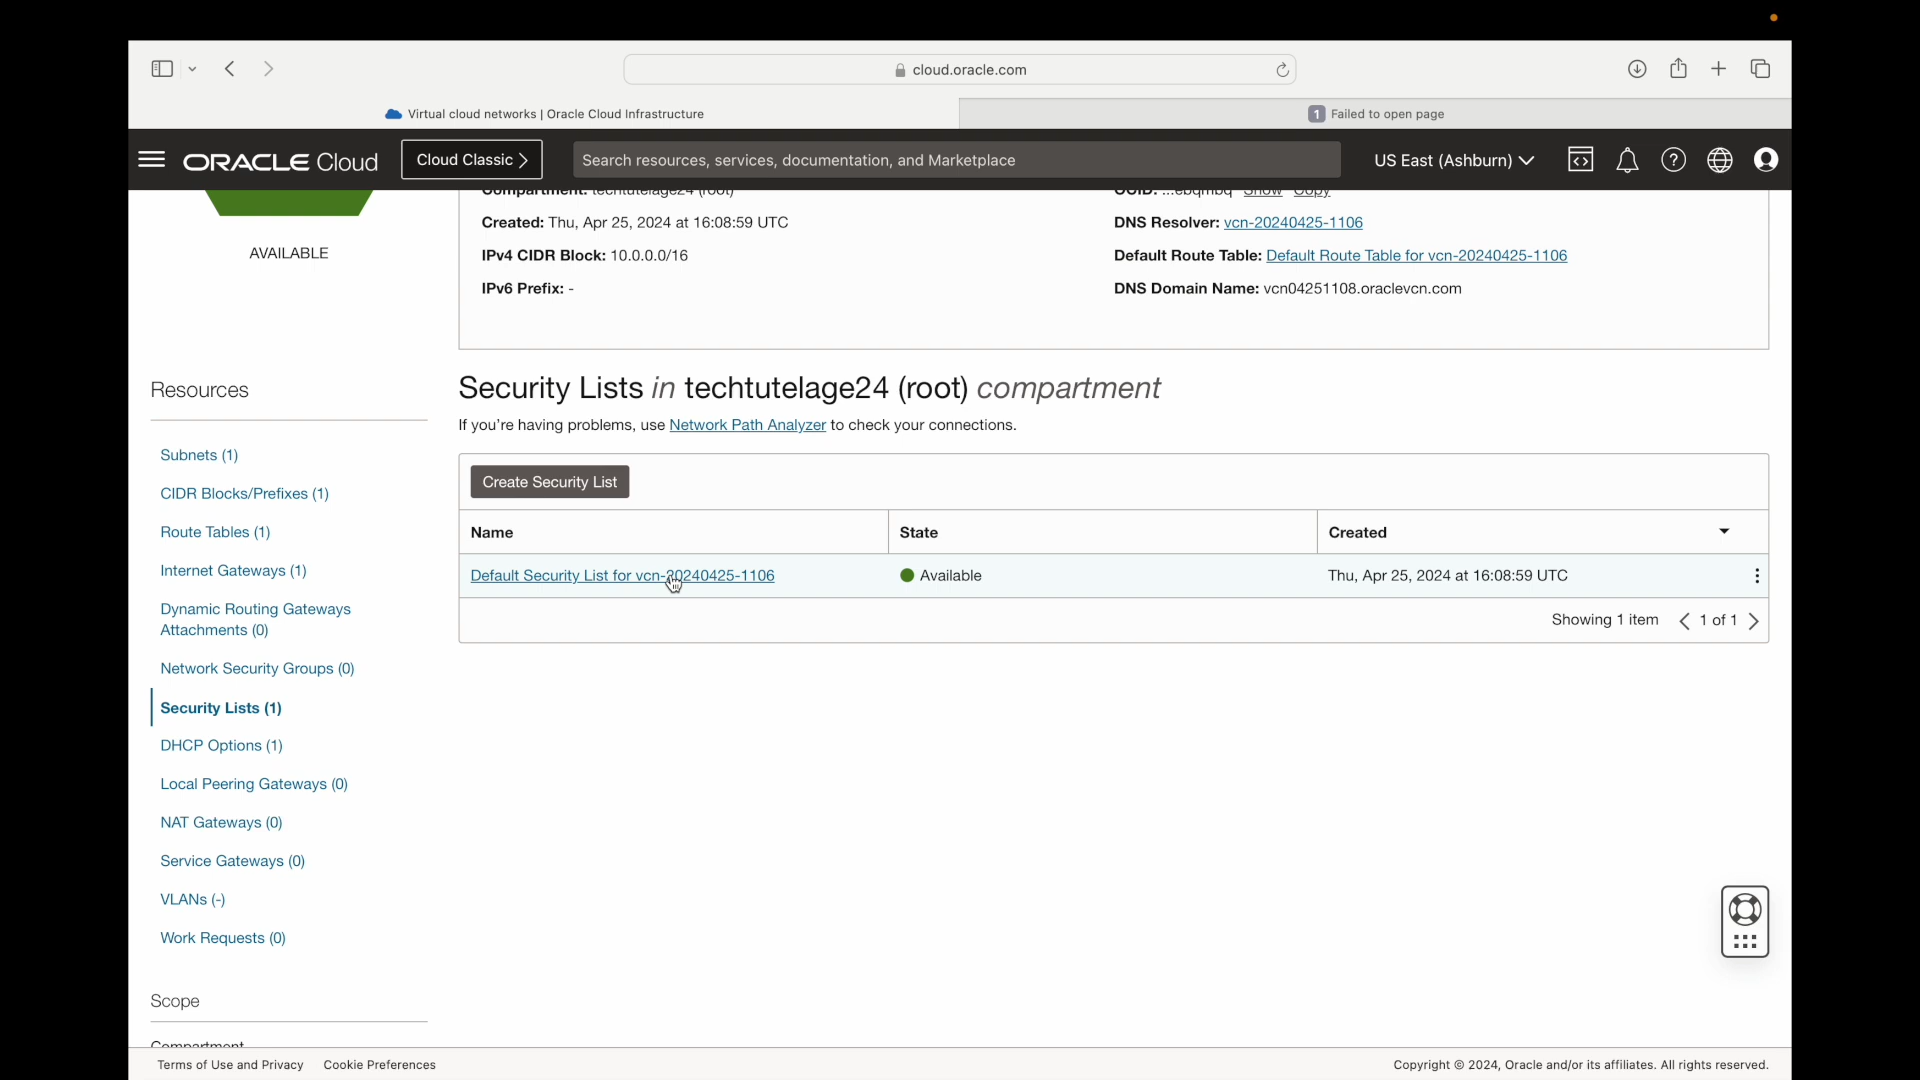 cloud.oracle.com
Virtual cloud networks | Oracle Cloud Infrastructure
1 Failed to open page
ORACLE Cloud
Cloud Classic
Search resources, services, documentation, and Marketplace
US East (Ashburn)
Compartment: techtutelage24 (root)
OCID: ...ebqmbq Show Copy
AVAILABLE
Created: Thu, Apr 25, 2024 at 16:08:59 UTC
DNS Resolver: vcn-20240425-1106
IPv4 CIDR Block: 10.0.0.0/16
Default Route Table: Default Route Table for vcn-20240425-1106
IPv6 Prefix: -
DNS Domain Name: vcn04251108.oraclevcn.com
Resources
Subnets (1)
CIDR Blocks/Prefixes (1)
Route Tables (1)
Internet Gateways (1)
Dynamic Routing Gateways
Attachments (0)
Network Security Groups (0)
Security Lists (1)
DHCP Options (1)
Local Peering Gateways (0)
NAT Gateways (0)
Service Gateways (0)
VLANs (-)
Work Requests (0)
Scope
Compartment
Security Lists in techtutelage24 (root) compartment
If you're having problems, use Network Path Analyzer to check your connections.
Create Security List
Name State Created
Default Security List for vcn-20240425-1106 Available Thu, Apr 25, 2024 at 16:08:59 UTC
Showing 1 item 1 of 1
Terms of Use and Privacy Cookie Preferences
Copyright © 2024, Oracle and/or its affiliates. All rights reserved.